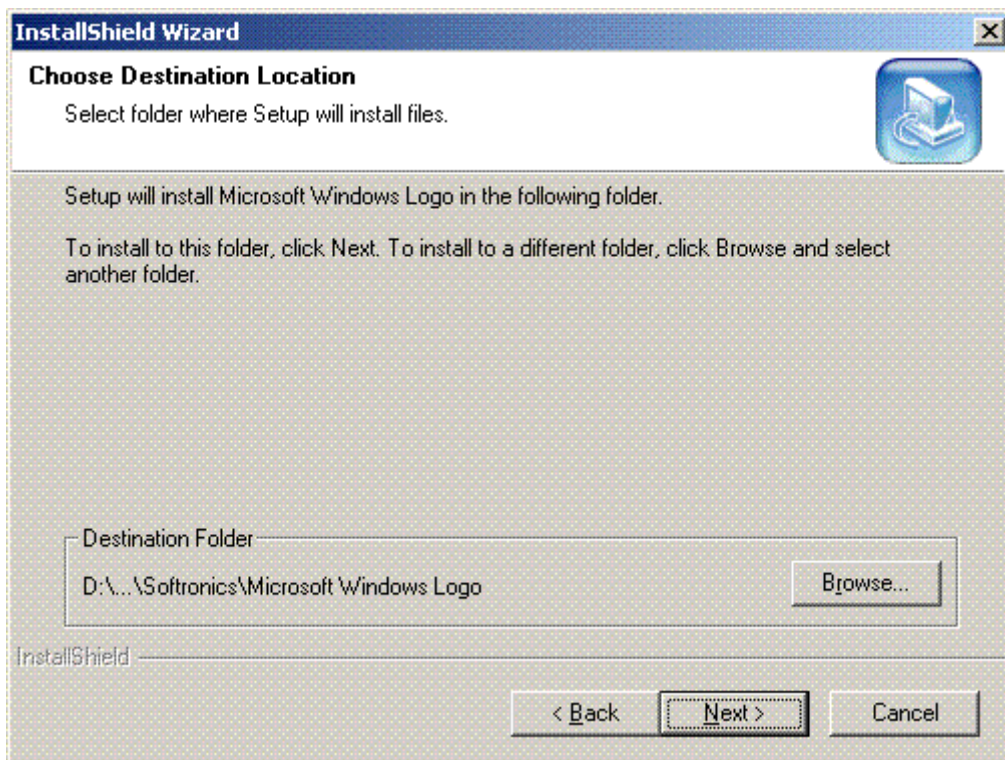 InstallShield Wizard
Choose Destination Location
Select folder where Setup will install files.
Setup will install Microsoft Windows Logo in the following folder.
To install to this folder, click Next. To install to a different folder, click Browse and select
another folder.
Destination Folder
D:\...\Softronics\Microsoft Windows Logo
Browse...
InstallShield
< Back
Next >
Cancel